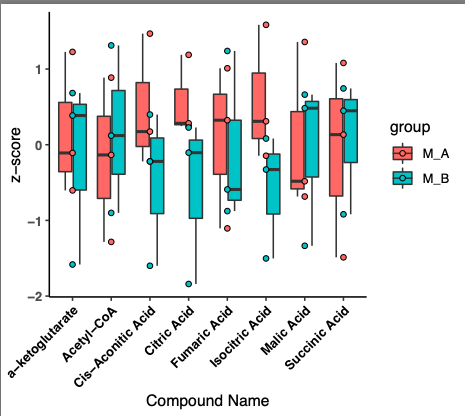 1
0
−1
−2
z−score
a−ketoglutarate
Acetyl−CoA
Cis−Aconitic Acid
Citric Acid
Fumaric Acid
Isocitric Acid
Malic Acid
Succinic Acid
Compound Name
group
M_A
M_B